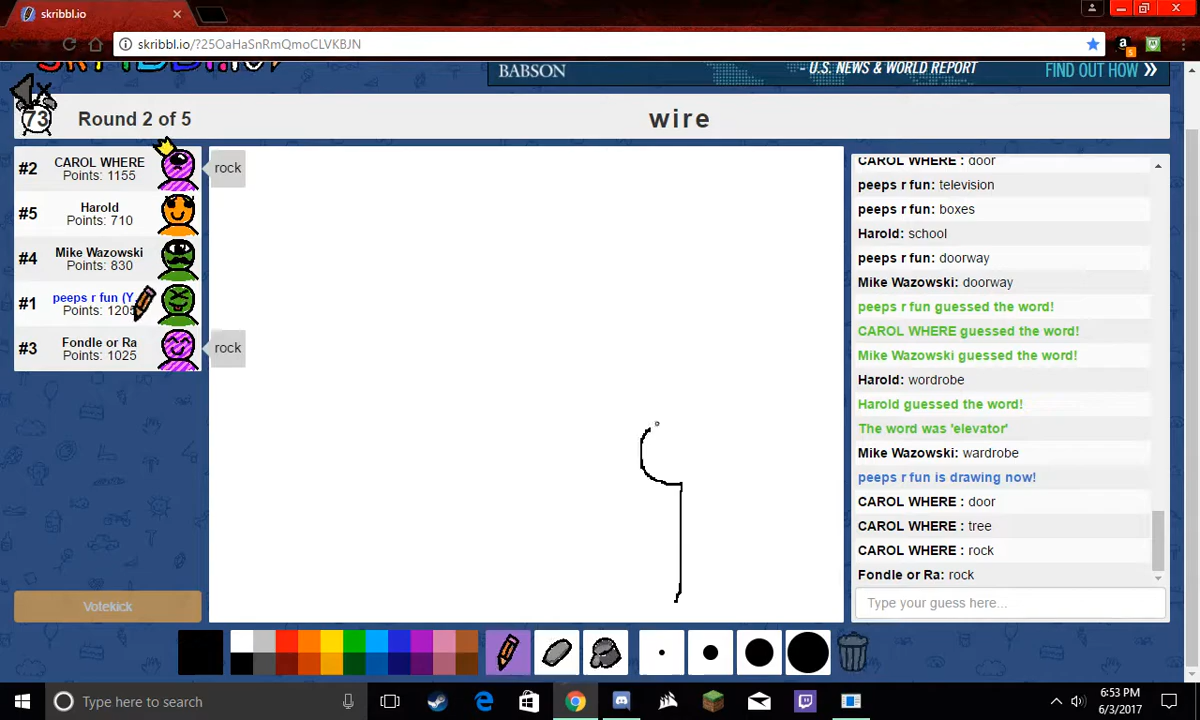 skribbl.io
skribbl.io/?25OaHaSnRmQmoCLVKBJN
BABSON
- U.S. NEWS & WORLD REPORT
FIND OUT HOW »
73
Round 2 of 5
wire
#2
CAROL WHERE
Points: 1155
rock
#5
Harold
Points: 710
#4
Mike Wazowski
Points: 830
#1
peeps r fun (Y
Points: 1205
#3
Fondle or Ra
Points: 1025
rock
Votekick
CAROL WHERE : door
peeps r fun: television
peeps r fun: boxes
Harold: school
peeps r fun: doorway
Mike Wazowski: doorway
peeps r fun guessed the word!
CAROL WHERE guessed the word!
Mike Wazowski guessed the word!
Harold: wordrobe
Harold guessed the word!
The word was 'elevator'
Mike Wazowski: wardrobe
peeps r fun is drawing now!
CAROL WHERE : door
CAROL WHERE : tree
CAROL WHERE : rock
Fondle or Ra: rock
Type your guess here...
Type here to search
6:53 PM
6/3/2017